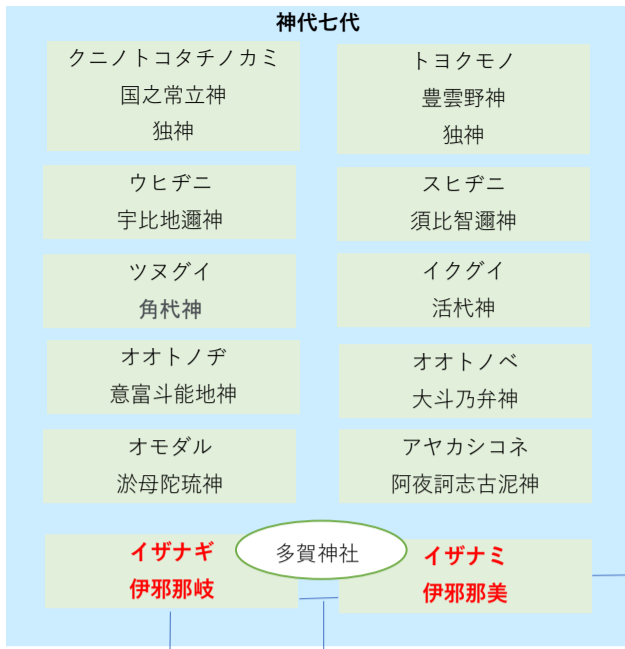 神代七代
クニノトコタチノカミ
国之常立神
独神
トヨクモノ
豊雲野神
独神
ウヒヂニ
宇比地邇神
スヒヂニ
須比智邇神
ツヌグイ
角杙神
イクグイ
活杙神
オオトノヂ
意富斗能地神
オオトノベ
大斗乃弁神
オモダル
淤母陀琉神
アヤカシコネ
阿夜訶志古泥神
イザナギ
伊邪那岐
多賀神社
イザナミ
伊邪那美